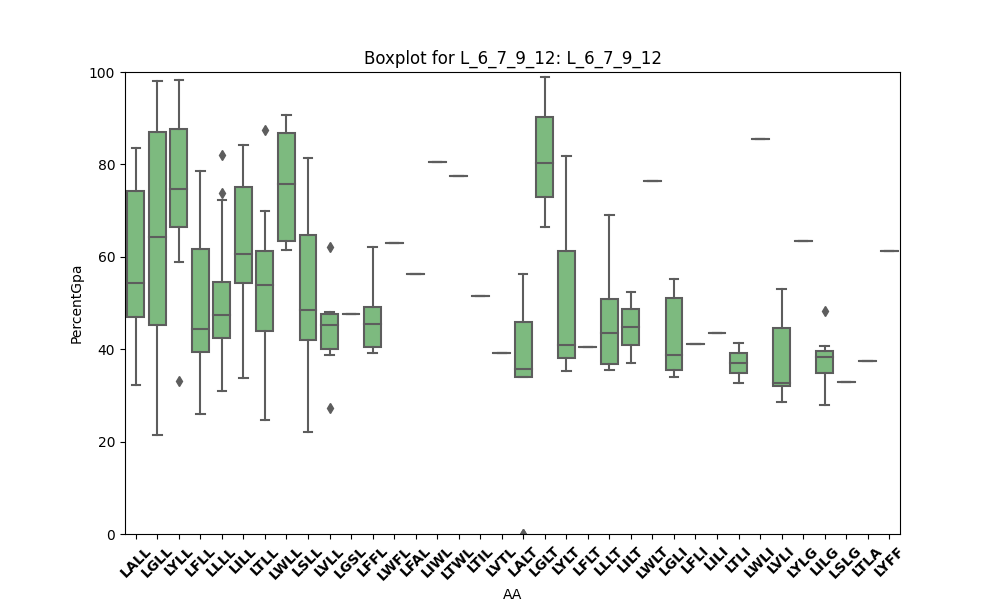 Boxplot for L_6_7_9_12: L_6_7_9_12
PercentGpa
100
80
60
40
20
0
LALL LGLL LYLL LFLL LLLL LILL LTLL LWLL LSLL LVLL LGSL LFFL LWFL LFAL LIWL LTWL LTIL LVTL LALT LGLT LYLT LFLT LLLT LILT LWLT LGLI LFLI LILI LTLI LWLI LVLI LYLG LILG LSLG LTLA LYFF
AA